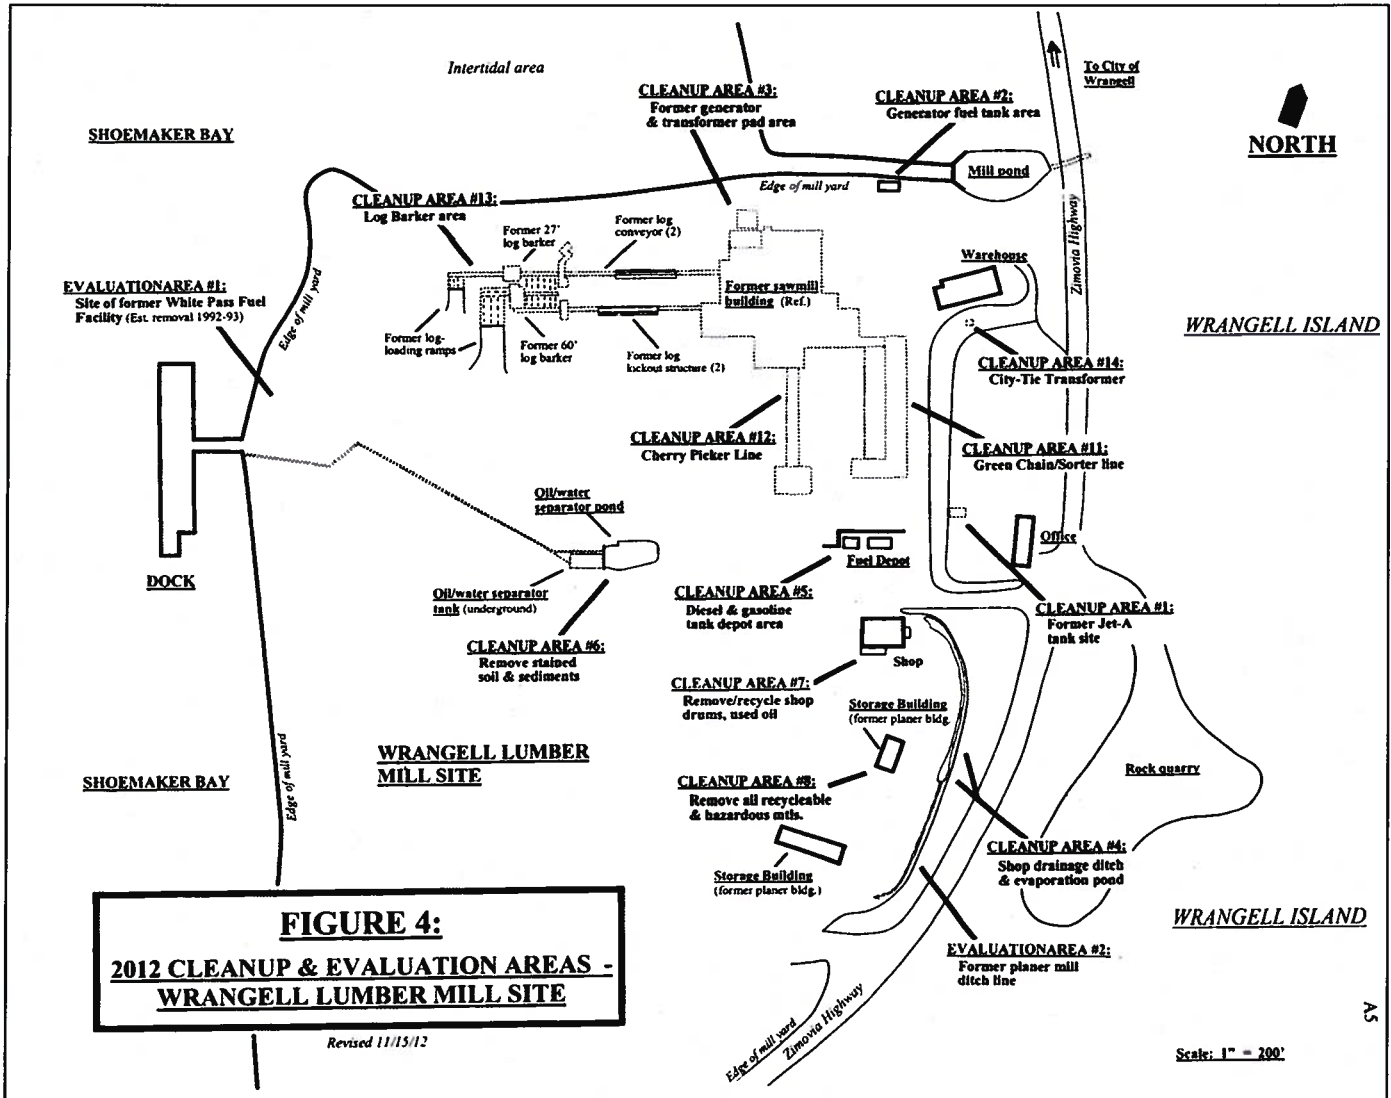 Intertidal area
To City of
Wrangell
CLEANUP AREA #3:
Former generator
& transformer pad area
CLEANUP AREA #2:
Generator fuel tank area
SHOEMAKER BAY
NORTH
Mill pond
Edge of mill yard
CLEANUP AREA #13:
Log Barker area
Former 27'
log barker
Former log
conveyor (2)
Zimovia Highway
Warehouse
EVALUATIONAREA #1:
Site of former White Pass Fuel
Facility (Est. removal 1992-93)
Edge of mill yard
Former sawmill
building (Ref.)
WRANGELL ISLAND
Former log-
loading ramps
Former 60'
log barker
Former log
lockout structure (2)
CLEANUP AREA #14:
City-Tie Transformer
CLEANUP AREA #12:
Cherry Picker Line
CLEANUP AREA #11:
Green Chain/Sorter line
Oil/water
separator pond
Office
Fuel Depot
DOCK
Oil/water separator
tank (underground)
CLEANUP AREA #5:
Diesel & gasoline
tank depot area
CLEANUP AREA #1:
Former Jet-A
tank site
CLEANUP AREA #6:
Remove stained
soil & sediments
Shop
CLEANUP AREA #7:
Remove/recycle shop
drums, used oil
Storage Building
(former planer bldg.
WRANGELL LUMBER
MILL SITE
SHOEMAKER BAY
Edge of mill yard
CLEANUP AREA #8:
Remove all recycleable
& hazardous mtls.
Rock quarry
CLEANUP AREA #4:
Shop drainage ditch
& evaporation pond
Storage Building
(former planer bldg.)
WRANGELL ISLAND
FIGURE 4:
2012 CLEANUP & EVALUATION AREAS -
WRANGELL LUMBER MILL SITE
EVALUATIONAREA #2:
Former planer mill
ditch line
Revised 11/15/12
Edge of mill yard
Zimovia Highway
A5
Scale: 1" = 200'